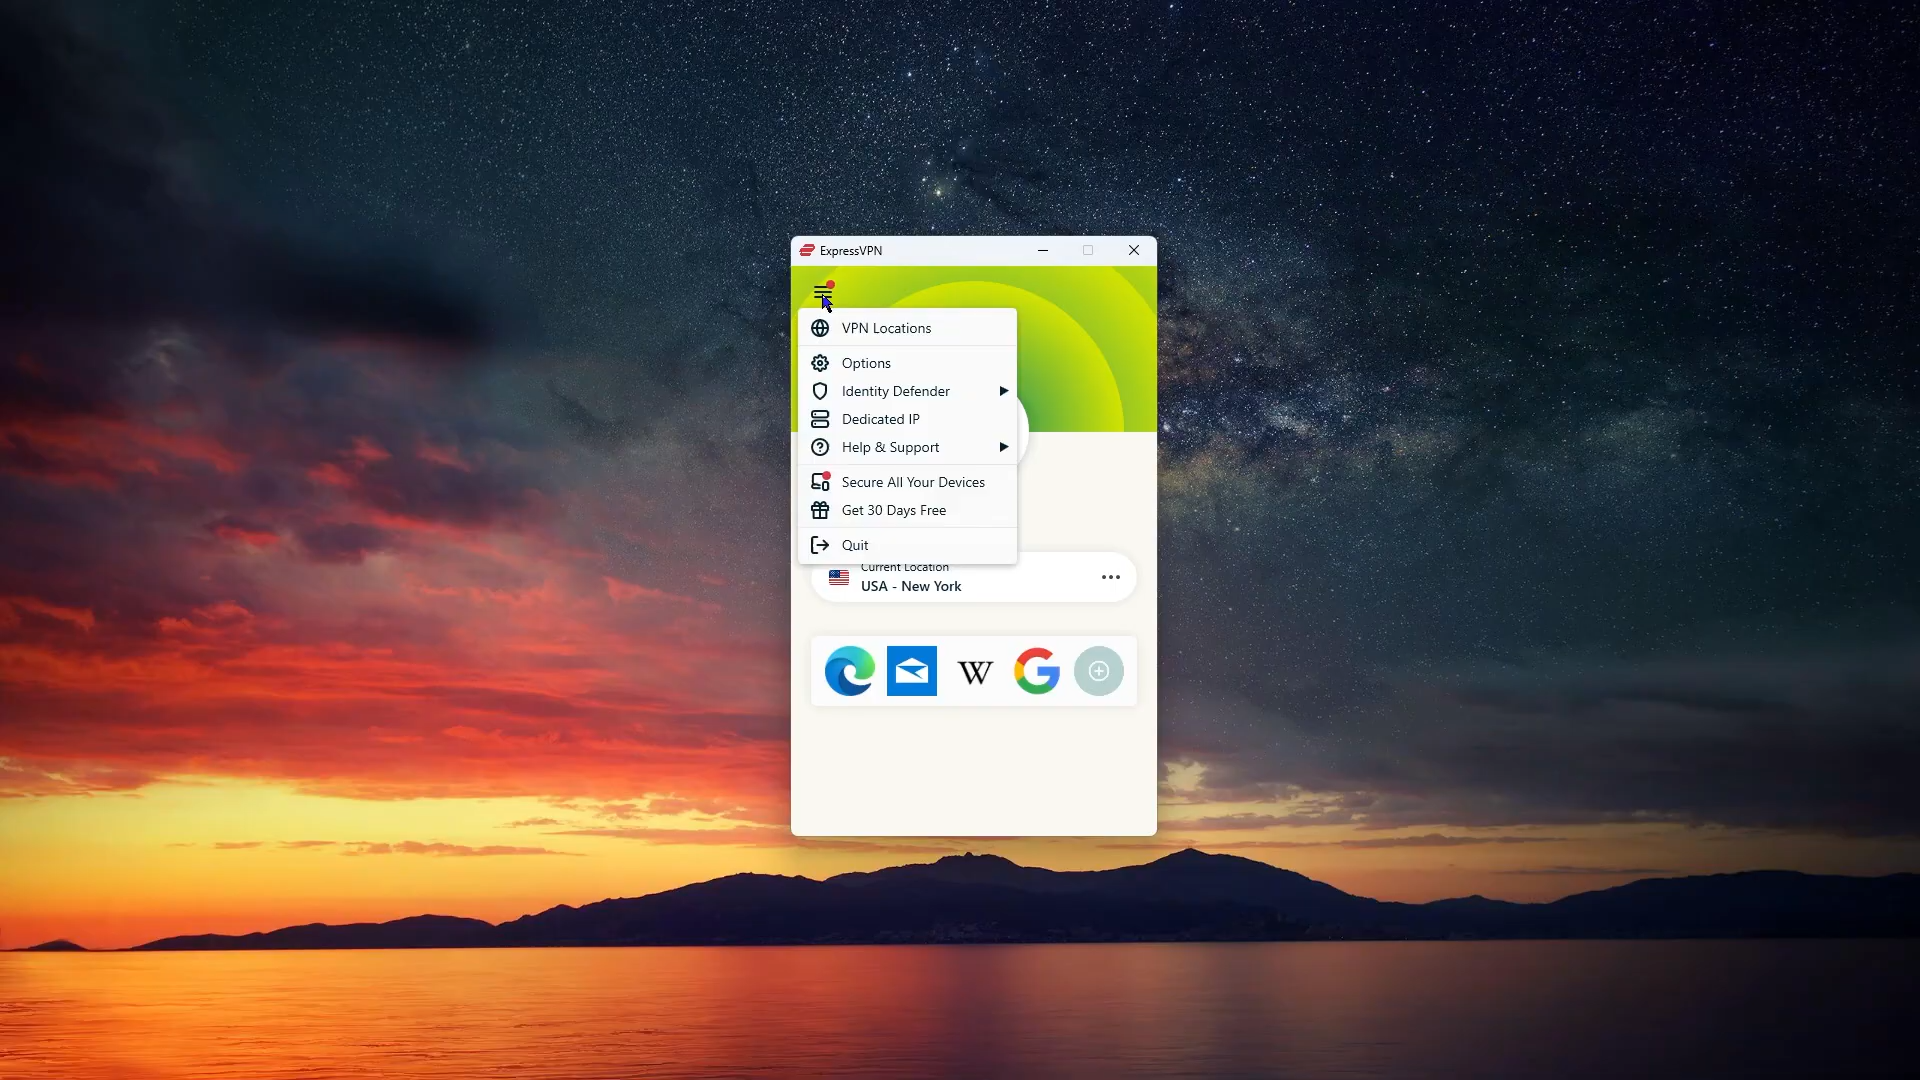 ExpressVPN
VPN Locations
Options
Identity Defender
Dedicated IP
Help & Support
Secure All Your Devices
Get 30 Days Free
Quit
Current Location
USA - New York
W
G